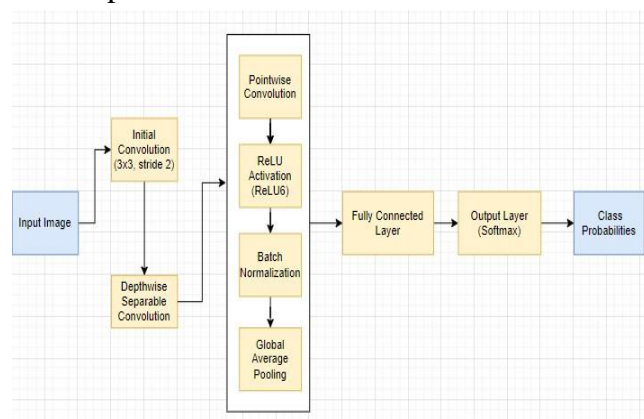 Input Image
Initial
Convolution
(3x3, stride 2)
Depthwise
Separable
Convolution
Pointwise
Convolution
ReLU
Activation
(ReLU6)
Batch
Normalization
Global
Average
Pooling
Fully Connected
Layer
Output Layer
(Softmax)
Class
Probabilities